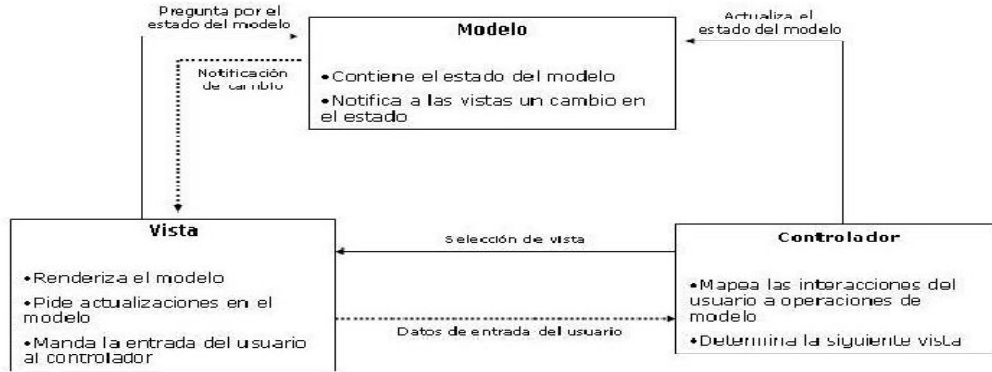 Pregunta por el
estado del modelo
Actualiza el
estado del modelo
Modelo
•Contiene el estado del modelo
•Notifica a las vistas un cambio en
el estado
Notificación
de cambio
Vista
•Renderiza el modelo
•Pide actualizaciones en el
modelo
•Manda la entrada del usuario
al controlador
Selección de vista
Datos de entrada del usuario
Controlador
•Mapea las interacciones del
usuario a operaciones de
modelo
•Determina la siguiente vista